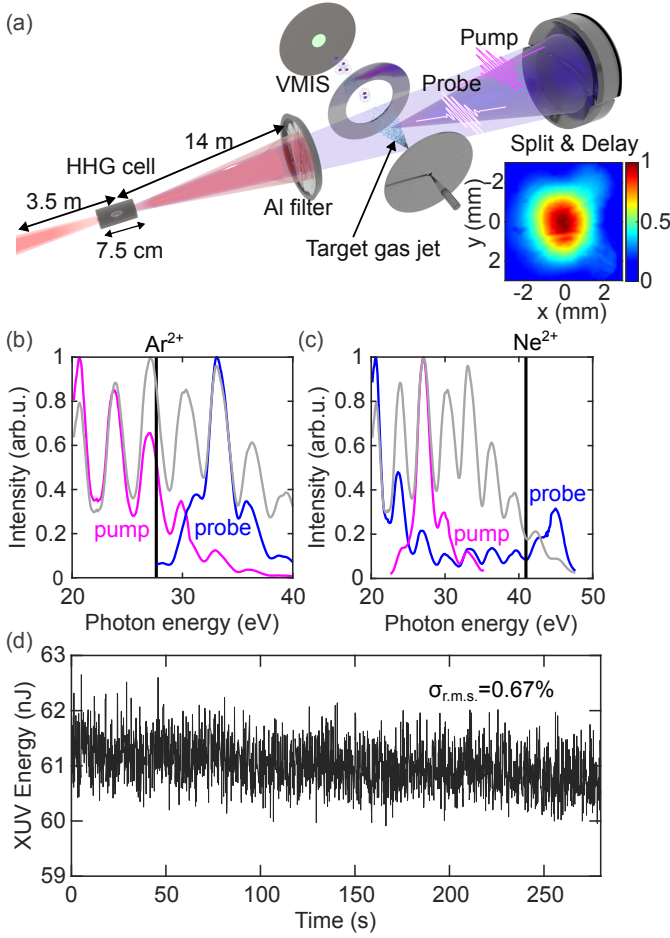 (a)
Pump
Probe
VMIS
14 m
HHG cell
3.5 m
7.5 cm
Al filter
Target gas jet
Split & Delay
y (mm)
-2
0
2
-2 0 2
x (mm)
1
0.5
0
(b)
Ar²⁺
Intensity (arb.u.)
1
0.8
0.6
0.4
0.2
0
pump
probe
20 30 40
Photon energy (eV)
(c)
Ne²⁺
Intensity (arb.u.)
1
0.8
0.6
0.4
0.2
0
probe
pump
20 30 40 50
Photon energy (eV)
(d)
XUV Energy (nJ)
63
62
61
60
59
σr.m.s.=0.67%
0 50 100 150 200 250
Time (s)